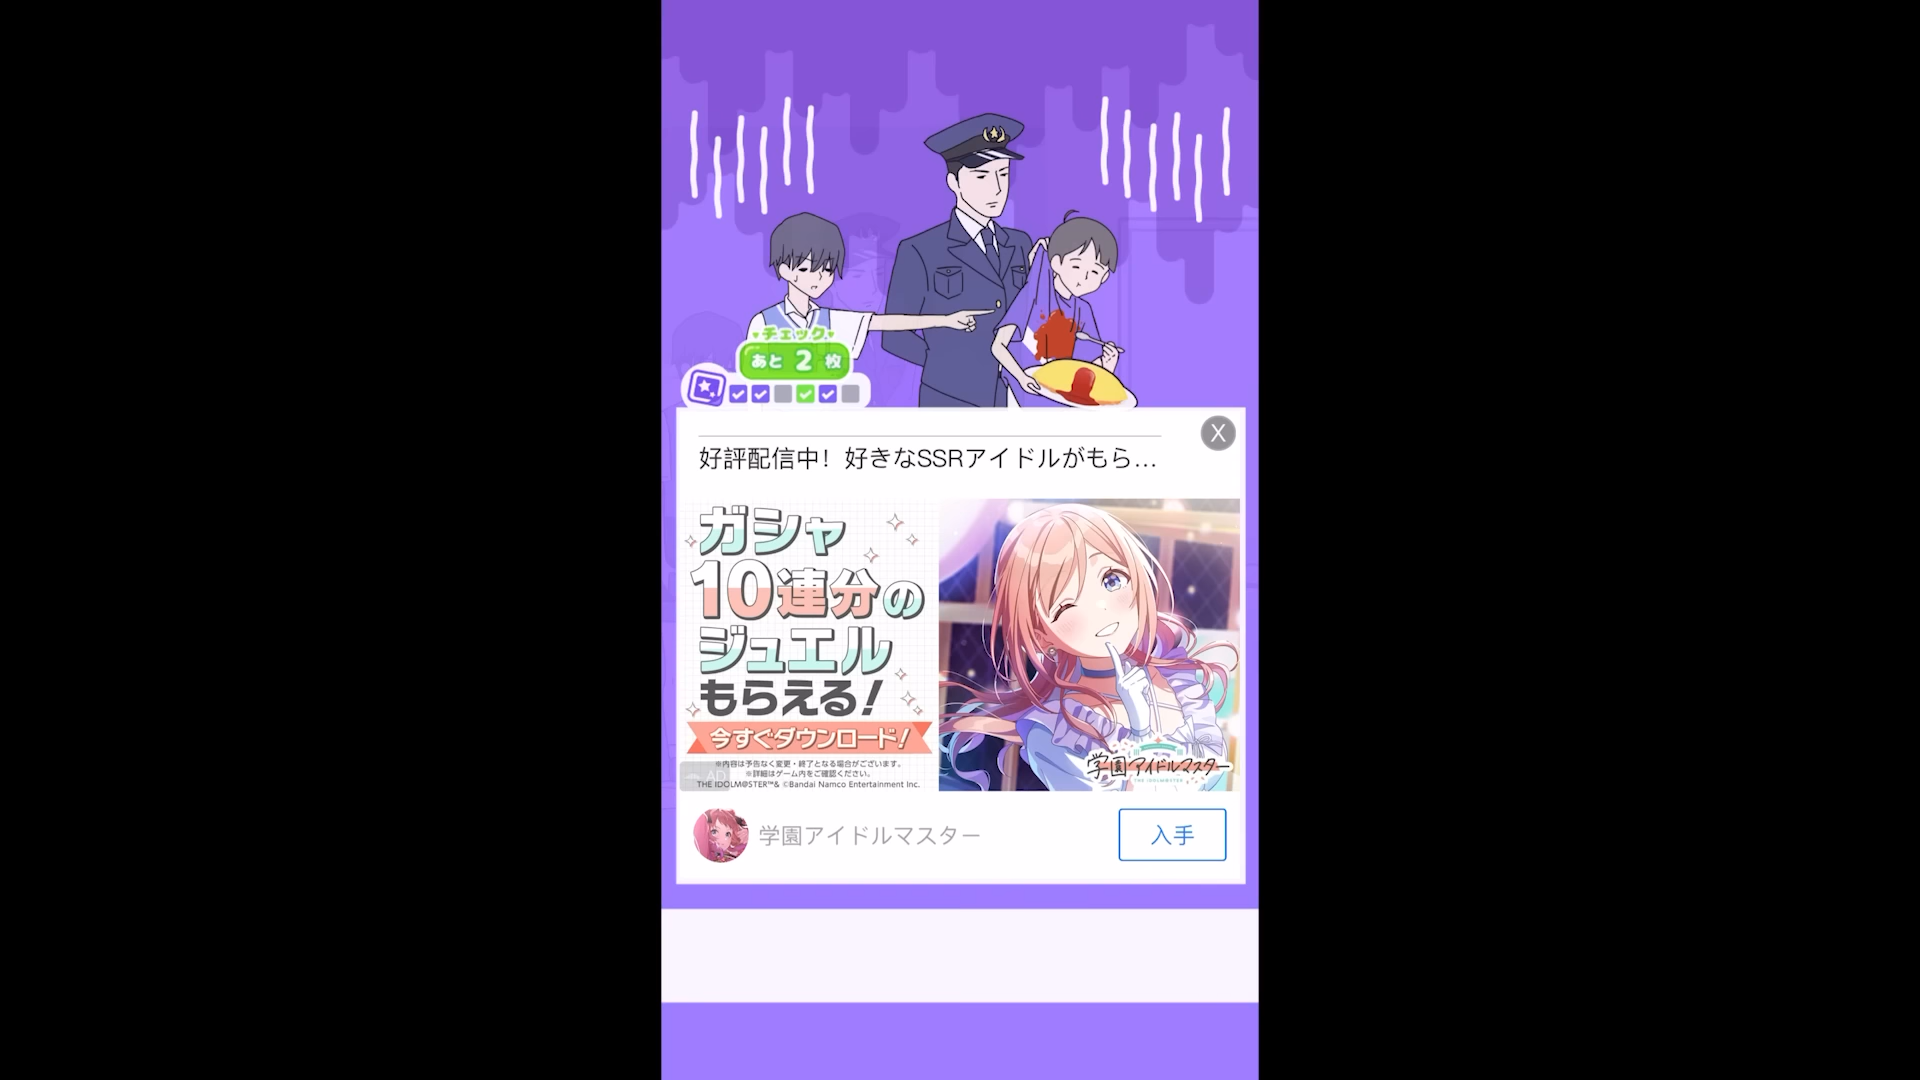 チェック
あと 2 枚
X
好評配信中！好きなSSRアイドルがもら…
ガシャ
10連分の
ジュエル
もらえる！
今すぐダウンロード！
※内容は予告なく変更・終了となる場合がございます。
※詳細はゲーム内をご確認ください。
THE IDOLM@STER™& ©Bandai Namco Entertainment Inc.
AD
学園アイドルマスター
THE IDOLM@STER
学園アイドルマスター
入手